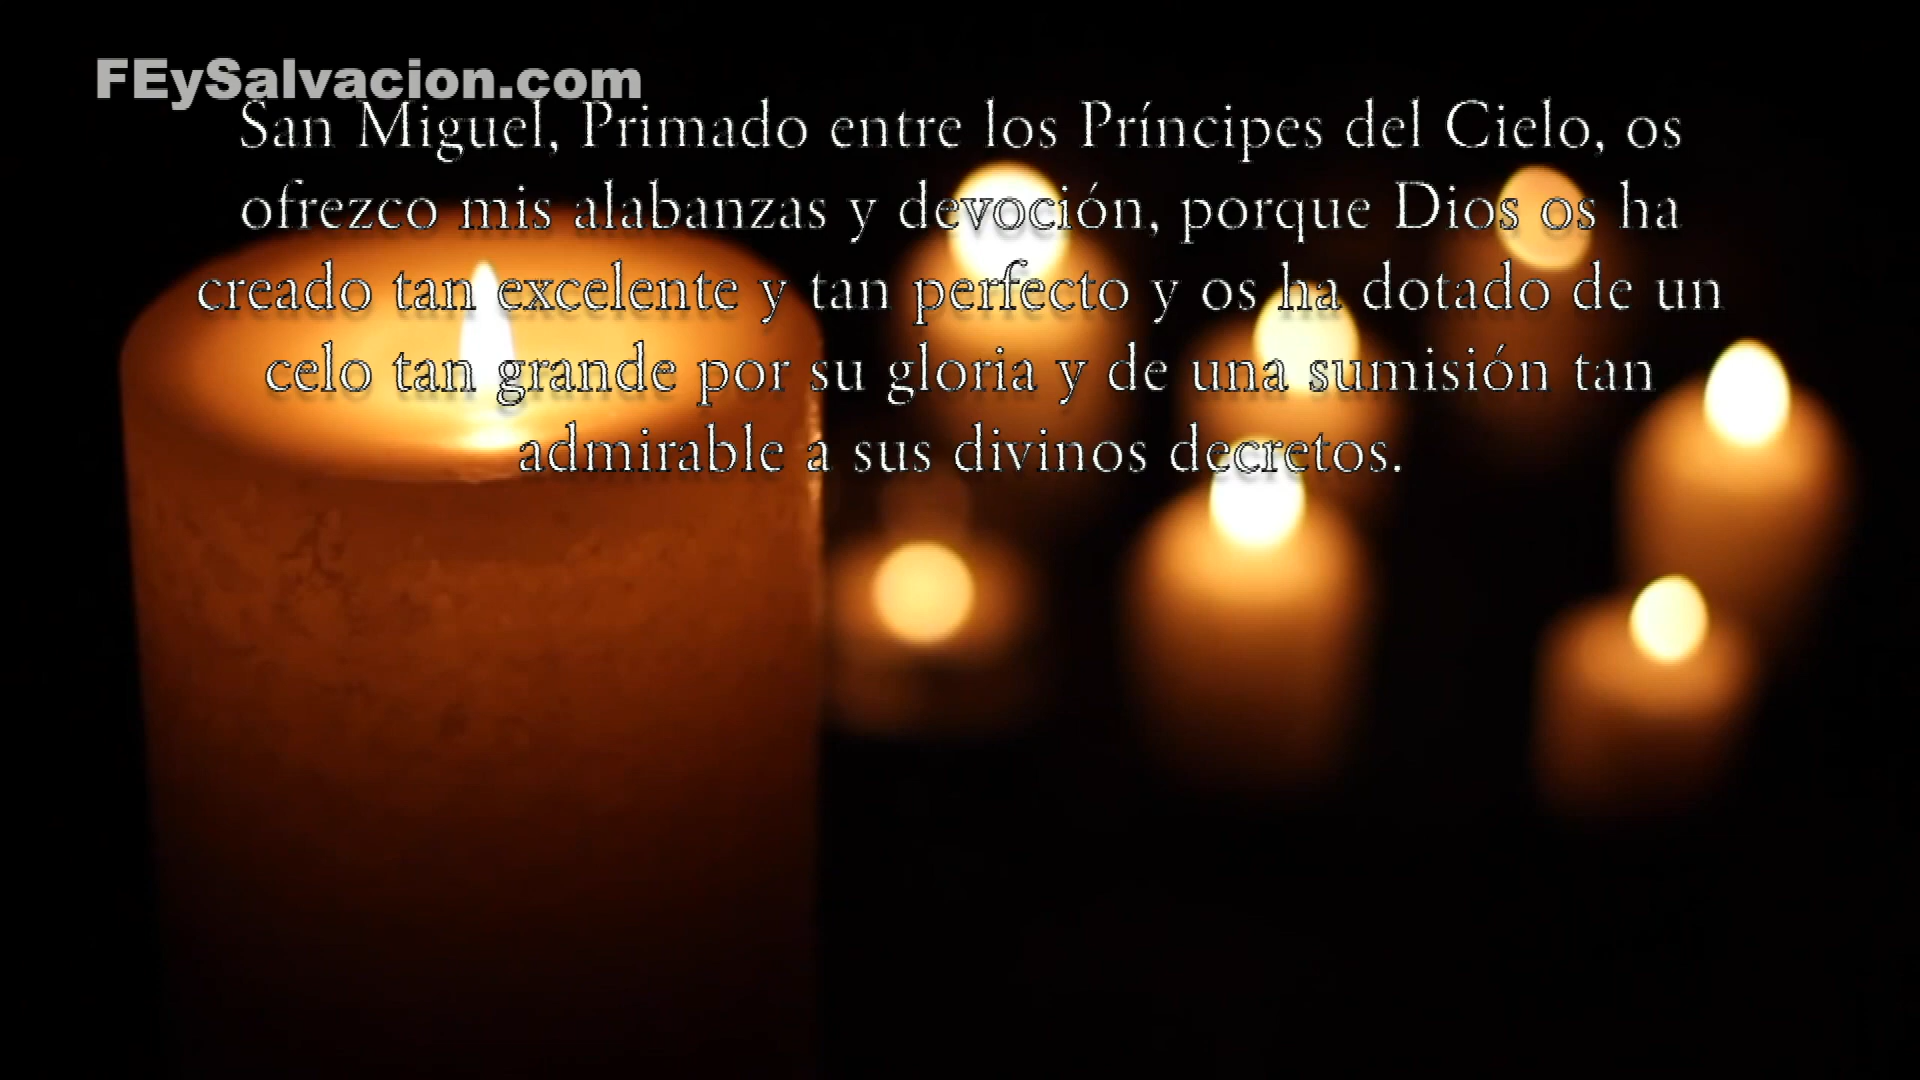 FEySalvacion.com
San Miguel, Primado entre los Príncipes del Cielo, os
ofrezco mis alabanzas y devoción, porque Dios os ha
creado tan excelente y tan perfecto y os ha dotado de un
celo tan grande por su gloria y de una sumisión tan
admirable a sus divinos decretos.